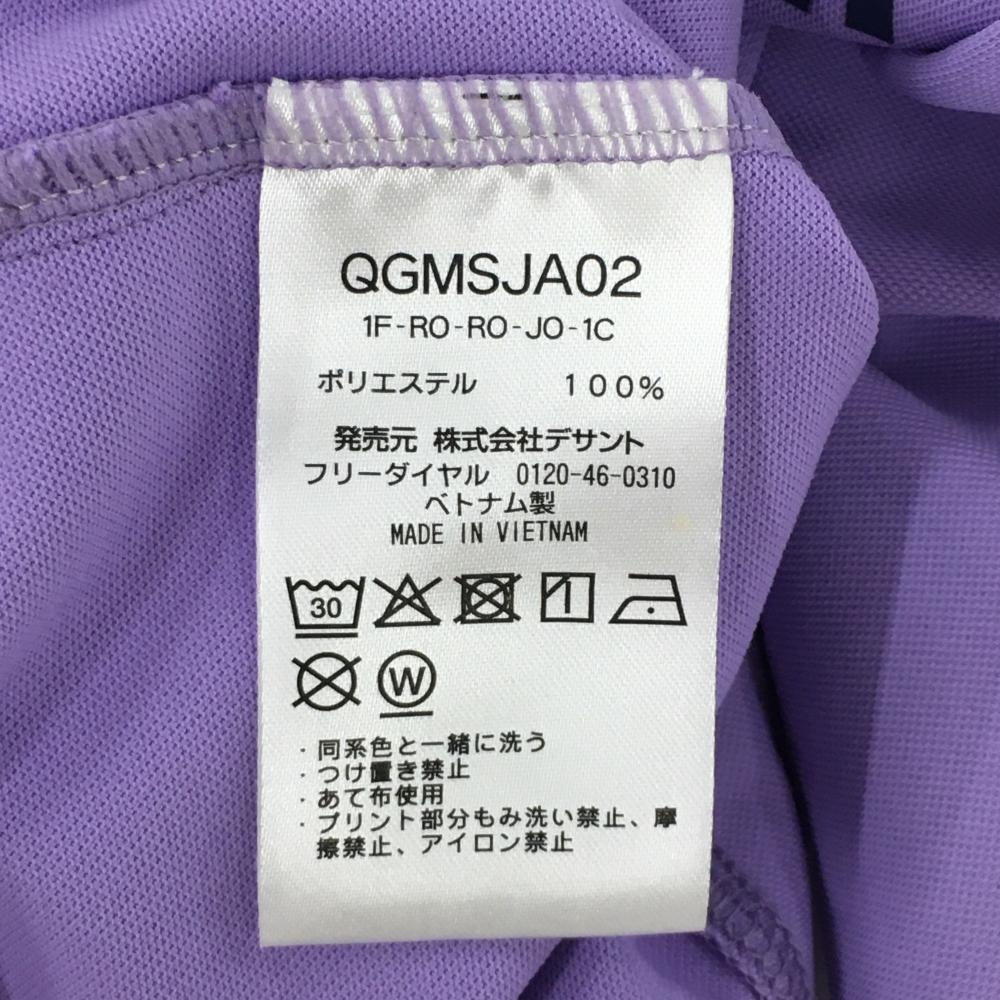 QGMSJA02
1F-RO-RO-JO-1C
ポリエステル 100%
発売元 株式会社デサント
フリーダイヤル 0120-46-0310
ベトナム製
MADE IN VIETNAM
30
W
・同系色と一緒に洗う
・つけ置き禁止
・あて布使用
・プリント部分もみ洗い禁止、摩
擦禁止、アイロン禁止